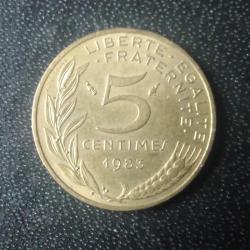 LIBERTE · EGALITE
· FRATERNITE ·
5
CENTIMES
1983